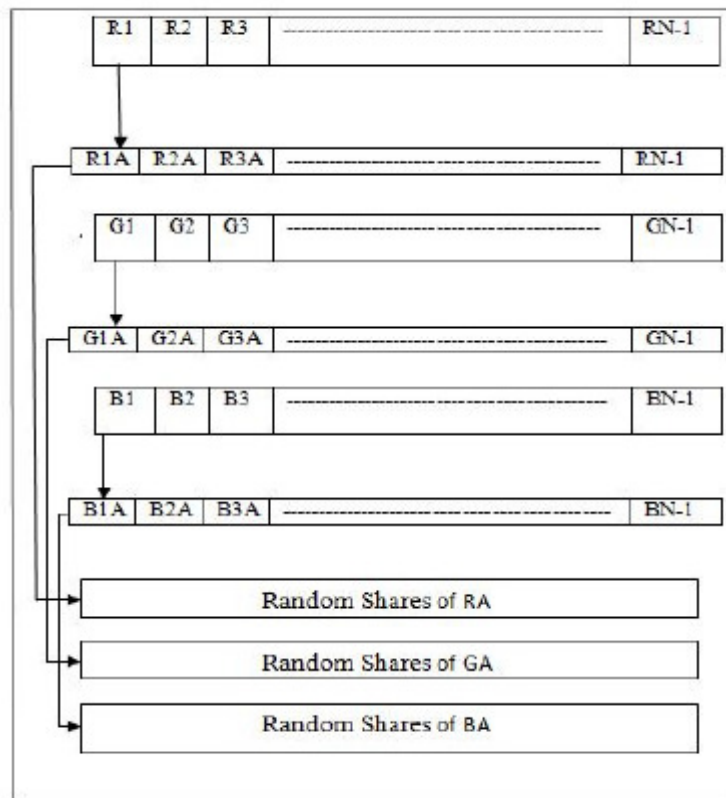 R1 R2 R3 ---------------------------------------------------- RN-1
R1A R2A R3A ---------------------------------------------------- RN-1
G1 G2 G3 ---------------------------------------------------- GN-1
G1A G2A G3A ---------------------------------------------------- GN-1
B1 B2 B3 ---------------------------------------------------- BN-1
B1A B2A B3A ---------------------------------------------------- BN-1
Random Shares of RA
Random Shares of GA
Random Shares of BA